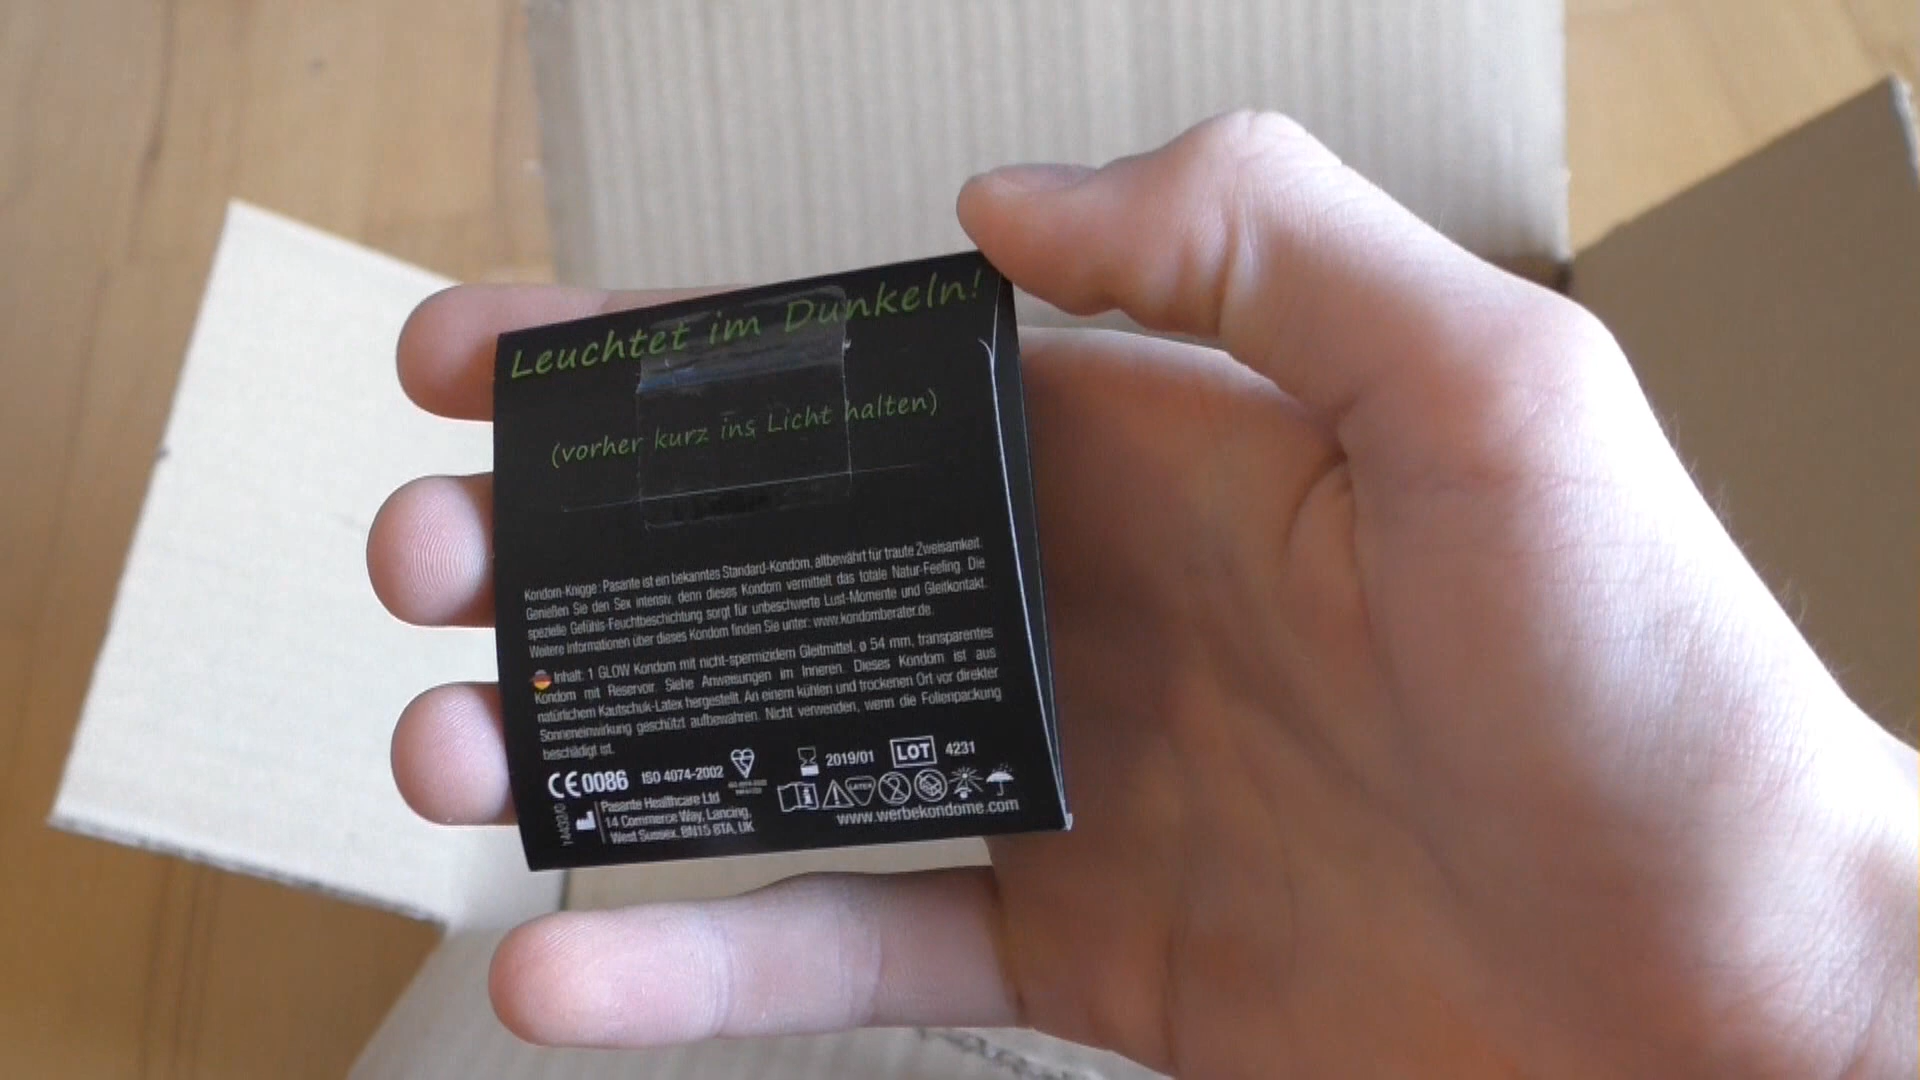 Leuchtet im Dunkeln!
(vorher kurz ins Licht halten)
Kondom-Knigge: Pasante ist ein bekanntes Standard-Kondom, altbewährt für traute Zweisamkeit.
Genießen Sie den Sex intensiv, denn dieses Kondom vermittelt das totale Natur-Feeling. Die
spezielle Gefühls-Feuchtbeschichtung sorgt für unbeschwerte Lust-Momente und Gleitkontakt.
Weitere Informationen über dieses Kondom finden Sie unter: www.kondomberater.de.
Inhalt: 1 GLOW Kondom mit nicht-spermizidem Gleitmittel, ø 54 mm, transparentes
Kondom mit Reservoir. Siehe Anweisungen im Inneren. Dieses Kondom ist aus
natürlichem Kautschuk-Latex hergestellt. An einem kühlen und trockenen Ort vor direkter
Sonneneinwirkung geschützt aufbewahren. Nicht verwenden, wenn die Folienpackung
beschädigt ist.
CE0086 ISO 4074-2002
2019/01 LOT 4231
LATEX
Pasante Healthcare Ltd
14 Commerce Way, Lancing,
West Sussex, BN15 8TA, UK
www.werbekondome.com